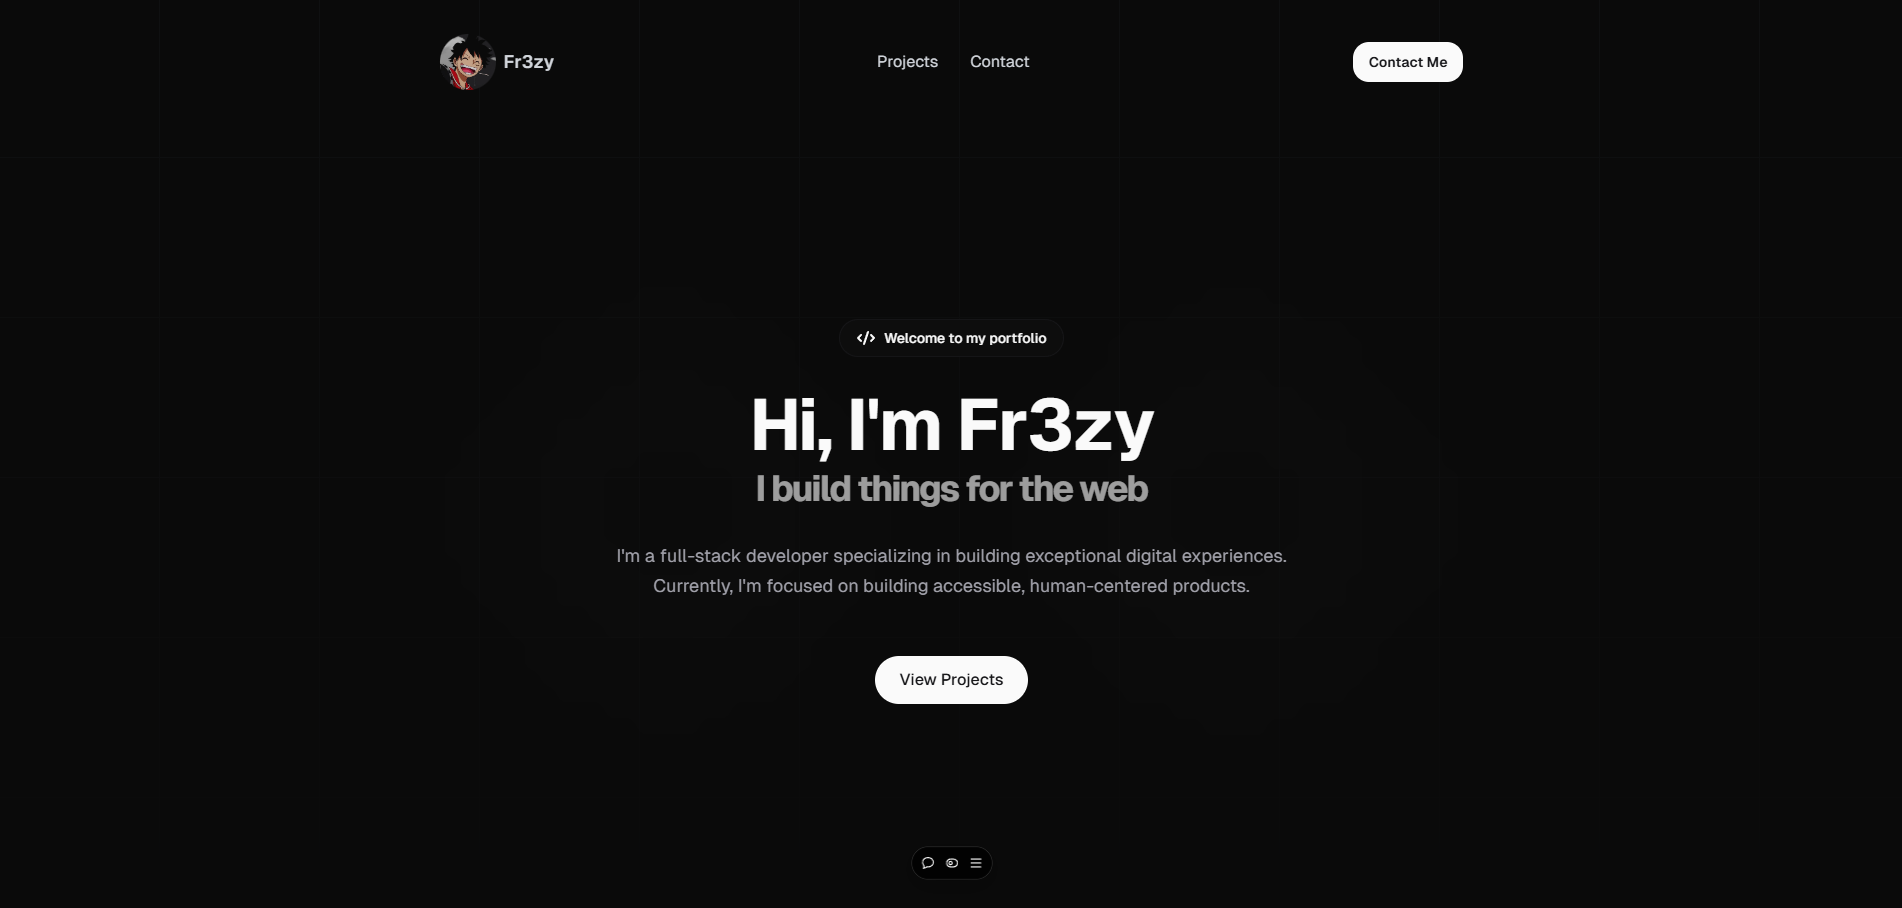 Fr3zy
Projects
Contact
Contact Me
Welcome to my portfolio
Hi, I'm Fr3zy
I build things for the web
I'm a full-stack developer specializing in building exceptional digital experiences.
Currently, I'm focused on building accessible, human-centered products.
View Projects